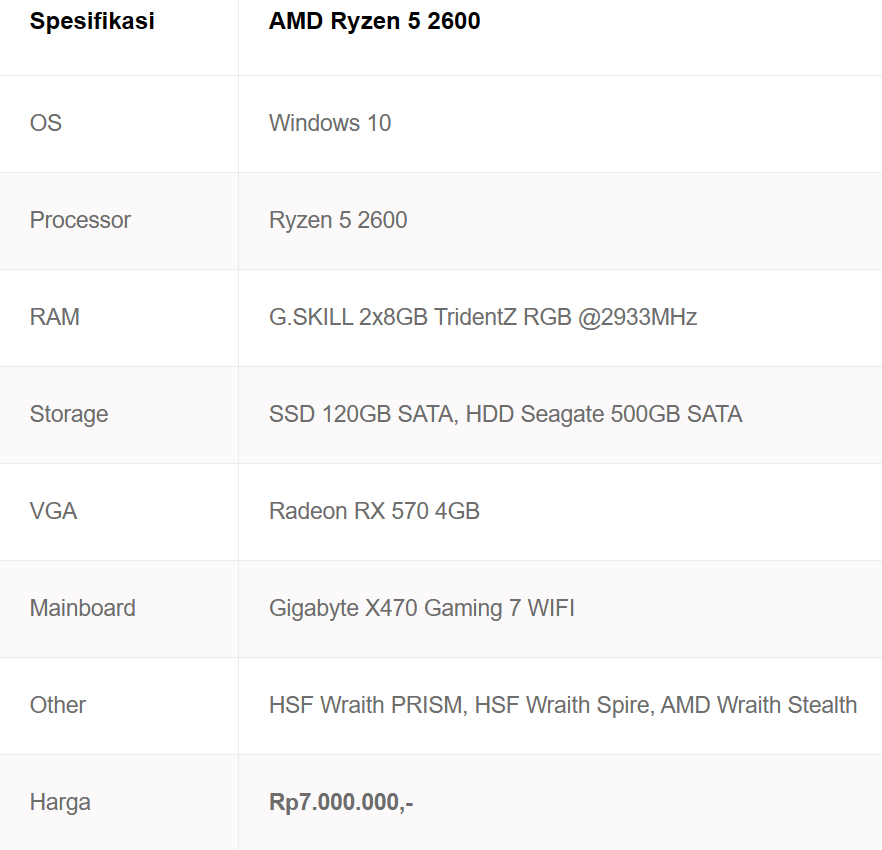 Spesifikasi AMD Ryzen 5 2600
OS Windows 10
Processor Ryzen 5 2600
RAM G.SKILL 2x8GB TridentZ RGB @2933MHz
Storage SSD 120GB SATA, HDD Seagate 500GB SATA
VGA Radeon RX 570 4GB
Mainboard Gigabyte X470 Gaming 7 WIFI
Other HSF Wraith PRISM, HSF Wraith Spire, AMD Wraith Stealth
Harga Rp7.000.000,-